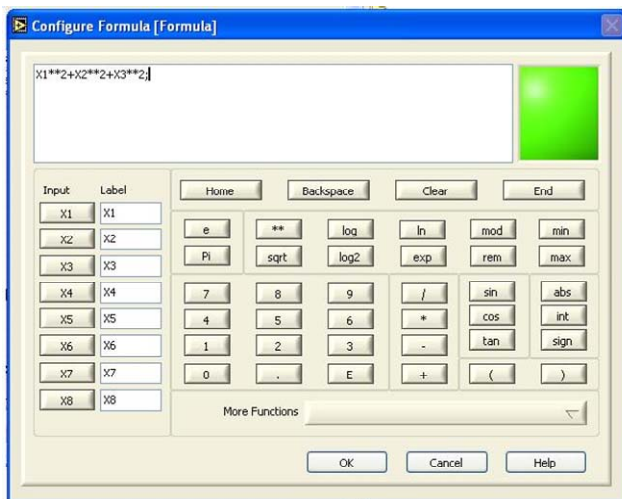 Configure Formula [Formula]
X1**2+X2**2+X3**2;
Input Label
Home Backspace Clear End
X1 X1
e ** log ln mod min
X2 X2
Pi sqrt log2 exp rem max
X3 X3
X4 X4
7 8 9 / sin abs
X5 X5
4 5 6 * cos int
X6 X6
1 2 3 - tan sign
X7 X7
0 . E + ( )
X8 X8
More Functions
OK Cancel Help